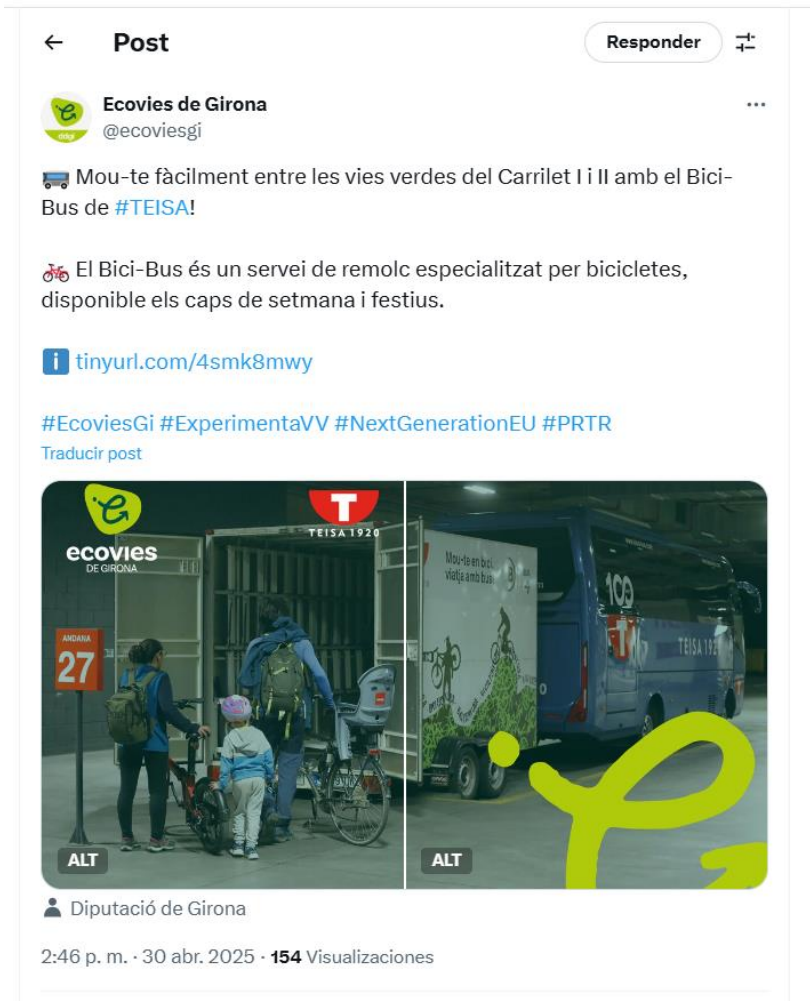 Post
Responder
Ecovies de Girona
@ecoviesgi
Mou-te fàcilment entre les vies verdes del Carrilet I i II amb el Bici-
Bus de #TEISA!
El Bici-Bus és un servei de remolc especialitzat per bicicletes,
disponible els caps de setmana i festius.
tinyurl.com/4smk8mwy
#EcoviesGi #ExperimentaVV #NextGenerationEU #PRTR
Traducir post
ecovies
DE GIRONA
T
TEISA 1920
ANDANA
27
ALT
Mou-te en bici,
viatja amb bus
100
T
TEISA 192
ALT
Diputació de Girona
2:46 p. m. · 30 abr. 2025 · 154 Visualizaciones